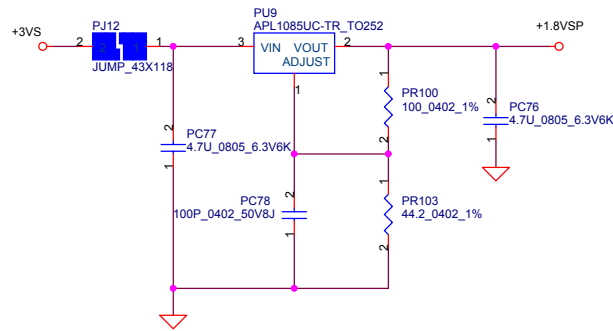 +3VS
PJ12
2
2
1
1
JUMP_43X118
PU9
APL1085UC-TR_TO252
3
VIN
VOUT
ADJUST
2
1
+1.8VSP
1
PR100
100_0402_1%
2
2
PC76
4.7U_0805_6.3V6K
1
2
PC77
4.7U_0805_6.3V6K
1
2
PC78
100P_0402_50V8J
1
1
PR103
44.2_0402_1%
2